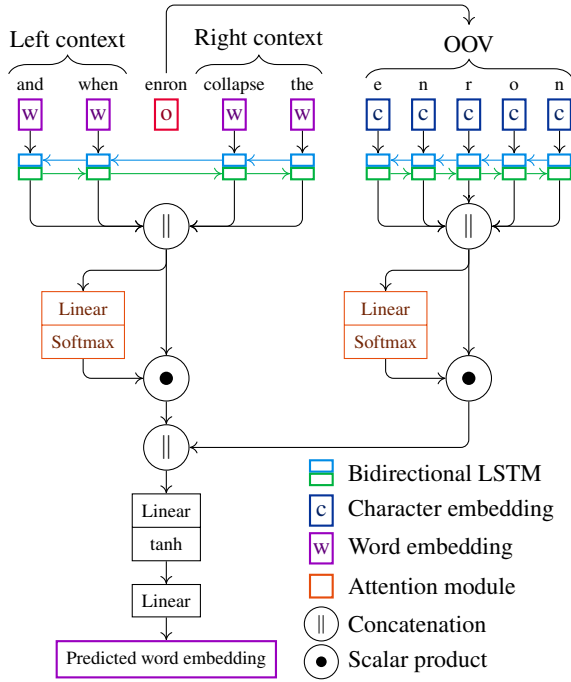 Left context
Right context
OOV
and when enron collapse the
e n r o n
w w o w w
c c c c c
|| ||
Linear
Softmax
Linear
Softmax
||
Bidirectional LSTM
Linear
tanh
c Character embedding
w Word embedding
Attention module
Linear
|| Concatenation
Predicted word embedding
Scalar product